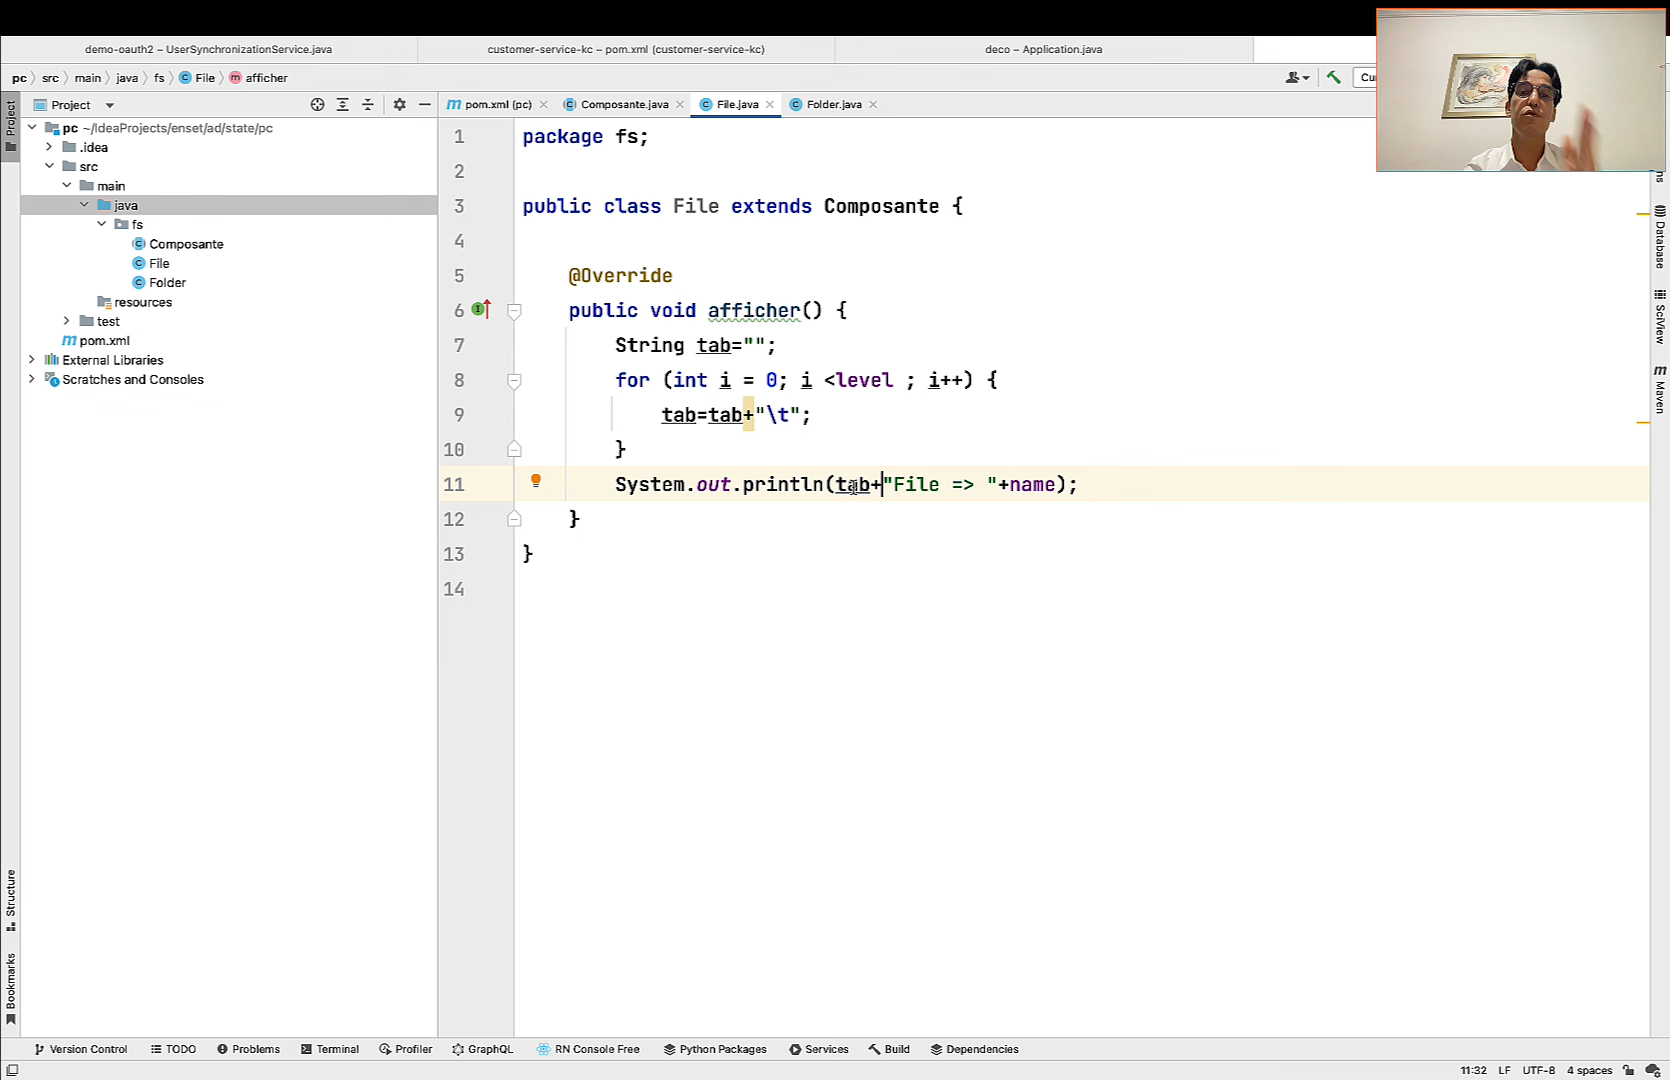 demo-oauth2 – UserSynchronizationService.java
customer-service-kc – pom.xml (customer-service-kc)
deco – Application.java
pc src main java fs File afficher
Project
pom.xml (pc) Composante.java File.java Folder.java
Project
pc ~/IdeaProjects/enset/ad/state/pc
.idea
src
main
java
fs
Composante
File
Folder
resources
test
pom.xml
External Libraries
Scratches and Consoles
1 package fs;
2
3 public class File extends Composante {
4
5 @Override
6 public void afficher() {
7 String tab="";
8 for (int i = 0; i <level ; i++) {
9 tab=tab+"\t";
10 }
11 System.out.println(tab+"File => "+name);
12 }
13 }
14
Database
SciView
Maven
Structure
Bookmarks
Version Control TODO Problems Terminal Profiler GraphQL RN Console Free Python Packages Services Build Dependencies
11:32 LF UTF-8 4 spaces